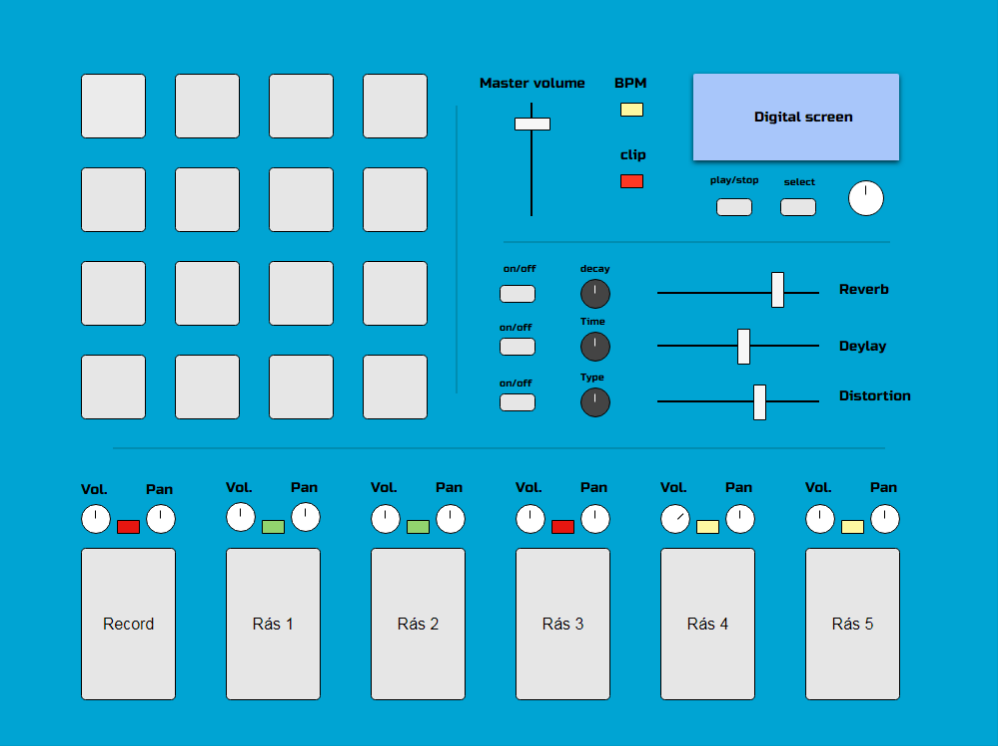 Master volume
BPM
Digital screen
clip
play/stop
select
on/off
decay
Reverb
on/off
Time
Deylay
on/off
Type
Distortion
Vol.
Pan
Vol.
Pan
Vol.
Pan
Vol.
Pan
Vol.
Pan
Vol.
Pan
Record
Rás 1
Rás 2
Rás 3
Rás 4
Rás 5